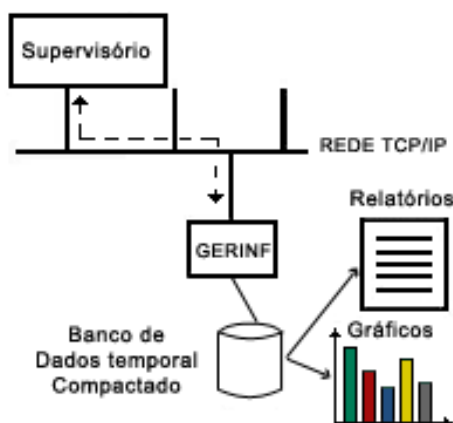 Supervisório
REDE TCP/IP
Relatórios
GERINF
Banco de
Dados temporal
Compactado
Gráficos